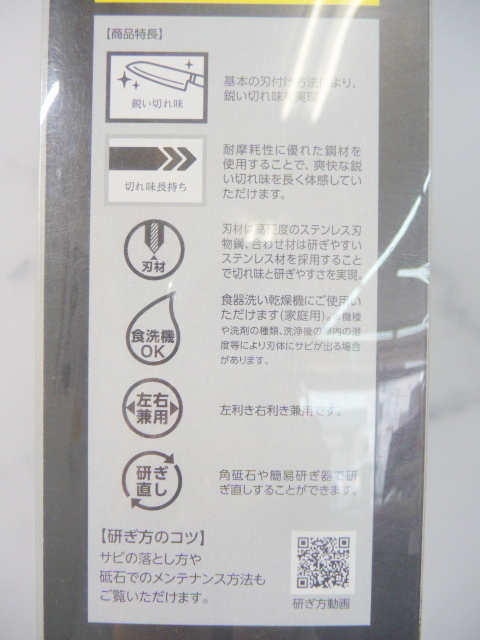 【商品特長】
鋭い切れ味
基本の刃付け方法により、
鋭い切れ味を実現。
切れ味長持ち
耐摩耗性に優れた鋼材を
使用することで、爽快な鋭
い切れ味を長く体感してい
ただけます。
刃材
刃材は高硬度のステンレス刃
物鋼、合わせ材は研ぎやすい
ステンレス材を採用すること
で切れ味と研ぎやすさを実現。
食洗機
OK
食器洗い乾燥機にご使用い
ただけます(家庭用)。※機種
や洗剤の種類、洗浄後の庫内の湿
度等により刃体にサビが出る場合
があります。
左右
兼用
左利き右利き兼用です。
研ぎ
直し
角砥石や簡易研ぎ器で研
ぎ直しすることができます。
【研ぎ方のコツ】
サビの落とし方や
砥石でのメンテナンス方法も
ご覧いただけます。
研ぎ方動画